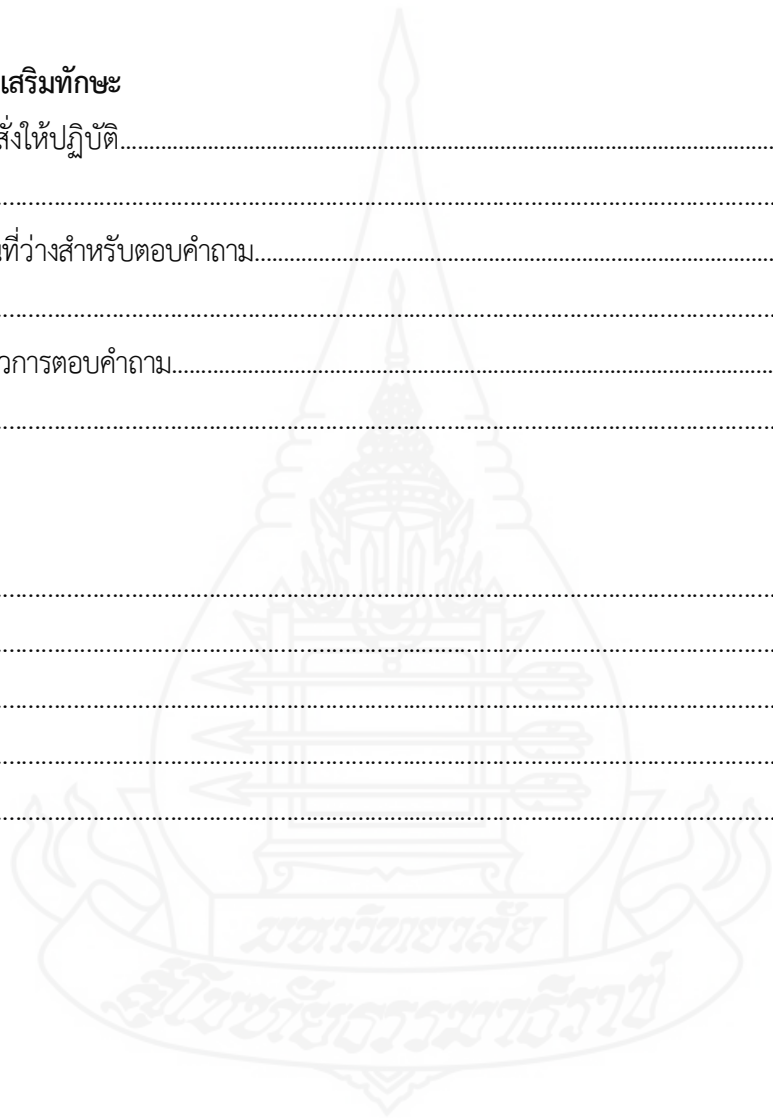 เสริมทักษะ
สั่งให้ปฏิบัติ........................................................................................................
........................................................................................................
ที่ว่างสำหรับตอบคำถาม........................................................................................................
........................................................................................................
วการตอบคำถาม........................................................................................................
........................................................................................................
........................................................................................................
........................................................................................................
........................................................................................................
........................................................................................................
........................................................................................................
มหาวิทยาลัย
สุโขทัยธรรมาธิราช